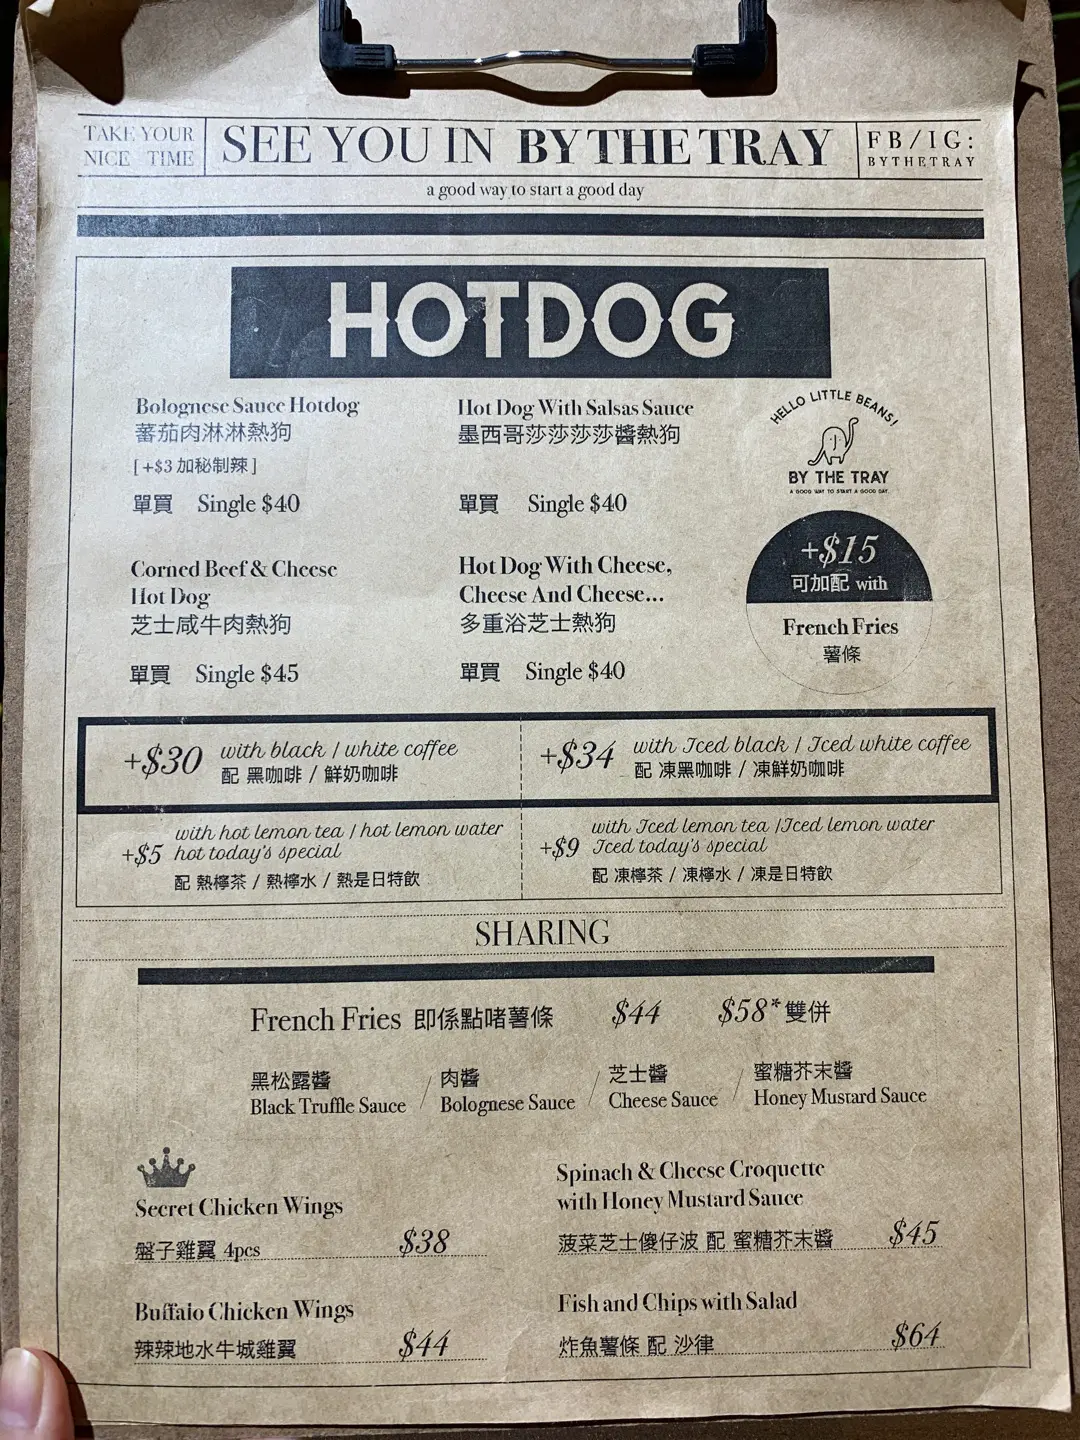 TAKE YOUR
NICE TIME
SEE YOU IN BY THE TRAY
FB/IG:
BYTHETRAY
a good way to start a good day
HOTDOG
Bolognese Sauce Hotdog
蕃茄肉淋淋熱狗
[+$3加秘制辣]
單買 Single $40
Hot Dog With Salsas Sauce
墨西哥莎莎莎莎醬熱狗
單買 Single $40
HELLO LITTLE BEANS!
BY THE TRAY
A GOOD WAY TO START A GOOD DAY.
Corned Beef & Cheese
Hot Dog
芝士咸牛肉熱狗
單買 Single $45
Hot Dog With Cheese,
Cheese And Cheese...
多重浴芝士熱狗
單買 Single $40
+$15
可加配 with
French Fries
薯條
+$30 with black / white coffee
配 黑咖啡 / 鮮奶咖啡
+$34 with Iced black / Iced white coffee
配 凍黑咖啡 / 凍鮮奶咖啡
with hot lemon tea / hot lemon water
+$5 hot today's special
配 熱檸茶 / 熱檸水 / 熱是日特飲
with Iced lemon tea /Iced lemon water
+$9 Iced today's special
配 凍檸茶 / 凍檸水 / 凍是日特飲
SHARING
French Fries 即係點啫薯條 $44 $58*雙併
黑松露醬
Black Truffle Sauce /
肉醬
Bolognese Sauce /
芝士醬
Cheese Sauce /
蜜糖芥末醬
Honey Mustard Sauce
Secret Chicken Wings
盤子雞翼 4pcs $38
Spinach & Cheese Croquette
with Honey Mustard Sauce
菠菜芝士傻仔波 配 蜜糖芥末醬 $45
Buffalo Chicken Wings
辣辣地水牛城雞翼 $44
Fish and Chips with Salad
炸魚薯條 配 沙律 $64